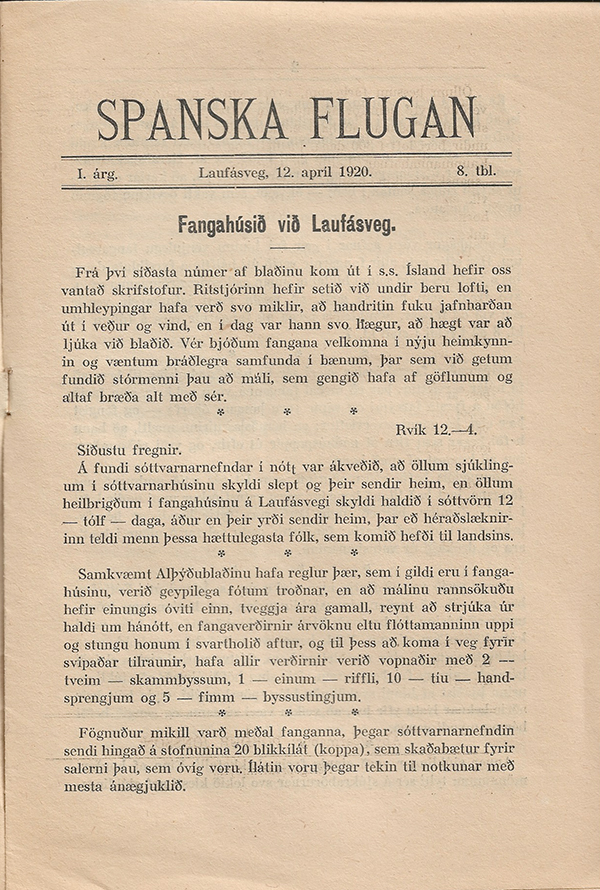 SPANSKA FLUGAN
I. árg. Laufásveg, 12. apríl 1920. 8. tbl.
Fangahúsið við Laufásveg.
Frá því síðasta númer af blaðinu kom út í s.s. Ísland hefir oss
vantað skrifstofur. Ritstjórinn hefir setið við undir beru lofti, en
umhleypingar hafa verð svo miklir, að handritin fuku jafnharðan
út í veður og vind, en í dag var hann svo hægur, að hægt var að
ljúka við blaðið. Vér bjóðum fangana velkomna í nýju heimkynn-
in og væntum bráðlegra samfunda í bænum, þar sem við getum
fundið stórmenni þau að máli, sem gengið hafa af göflunum og
altaf bræða alt með sér.
* * *
Rvík 12.—4.
Síðustu fregnir.
Á fundi sóttvarnarnefndar í nótt var ákveðið, að öllum sjúkling-
um í sóttvarnarhúsinu skyldi slept og þeir sendir heim, en öllum
heilbrigðum í fangahúsinu á Laufásvegi skyldi haldið í sóttvörn 12
— tólf — daga, áður en þeir yrði sendir heim, þar eð héraðslæknir-
inn teldi menn þessa hættulegasta fólk, sem komið hefði til landsins.
* * *
Samkvæmt Alþýðublaðinu hafa reglur þær, sem í gildi eru í fanga-
húsinu, verið geypilega fótum troðnar, en að málinu rannsökuðu
hefir einungis óviti einn, tveggja ára gamall, reynt að strjúka úr
haldi um hánótt, en fangaverðirnir árvöknu eltu flóttamanninn uppi
og stungu honum í svartholið aftur, og til þess að koma í veg fyrir
svipaðar tilraunir, hafa allir verðirnir verið vopnaðir með 2 —
tveim — skammbyssum, 1 — einum — riffli, 10 — tíu — hand-
sprengjum og 5 — fimm — byssustingjum.
* * *
Fögnuður mikill varð meðal fanganna, þegar sóttvarnarnefndin
sendi hingað á stofnunina 20 blikkílát (koppa), sem skaðabætur fyrir
salerni þau, sem óvíg voru. Ílátin voru þegar tekin til notkunar með
mesta ánægjuklið.